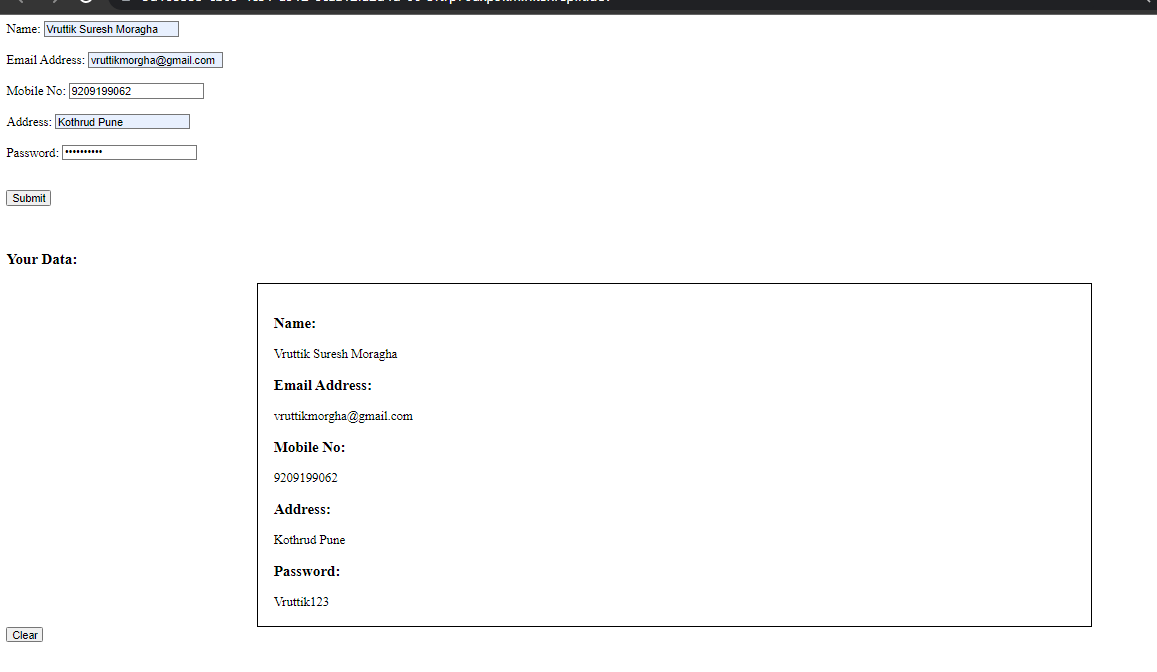 Name: Vruttik Suresh Moragha
Email Address: vruttikmorgha@gmail.com
Mobile No: 9209199062
Address: Kothrud Pune
Password: ••••••••••
Submit
Your Data:
Name:
Vruttik Suresh Moragha
Email Address:
vruttikmorgha@gmail.com
Mobile No:
9209199062
Address:
Kothrud Pune
Password:
Vruttik123
Clear